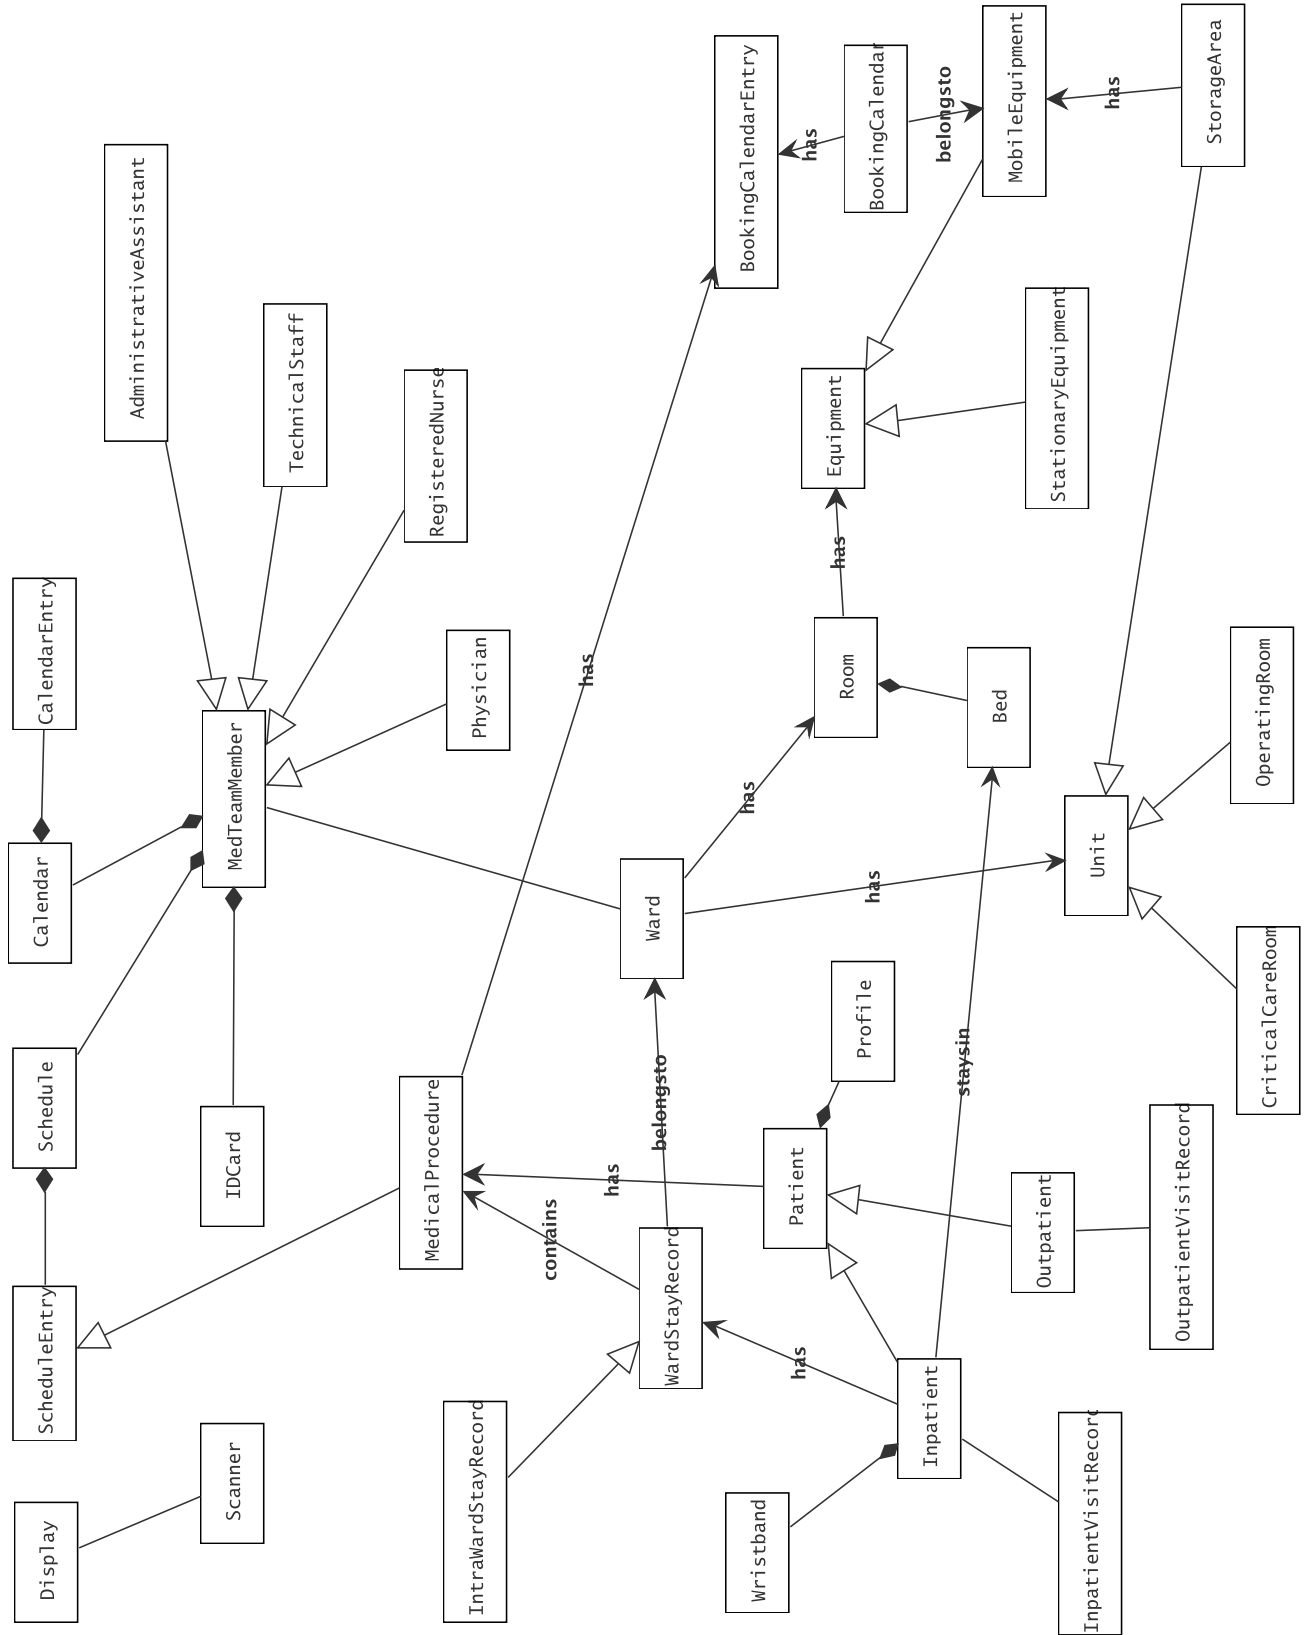 StorageArea
MobileEquipment
BookingCalendar
BookingCalendarEntry
has
belongsto
has
AdministrativeAssistant
TechnicalStaff
RegisteredNurse
Equipment
StationaryEquipment
has
CalendarEntry
Physician
has
Room
Bed
OperatingRoom
MedTeamMember
Calendar
has
Ward
has
Unit
CriticalCareRoom
Schedule
IDCard
MedicalProcedure
belongsto
Profile
staysin
has
contains
Patient
Outpatient
OutpatientVisitRecord
ScheduleEntry
WardStayRecord
has
Inpatient
Scanner
Display
IntraWardStayRecord
Wristband
InpatientVisitRecord